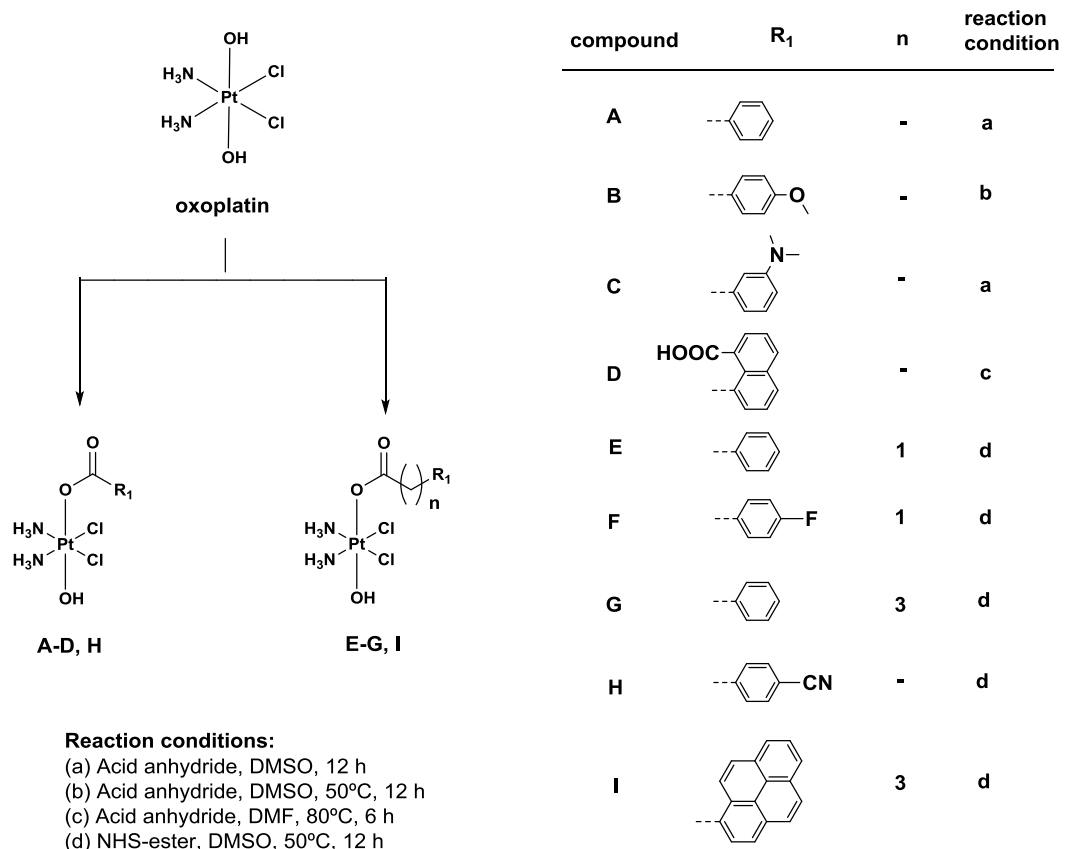 OH
H₃N Cl
Pt
H₃N Cl
OH
oxoplatin
O
O R₁
H₃N Cl
Pt
H₃N Cl
OH
A-D, H
O
O R₁
n
H₃N Cl
Pt
H₃N Cl
OH
E-G, I
Reaction conditions:
(a) Acid anhydride, DMSO, 12 h
(b) Acid anhydride, DMSO, 50ºC, 12 h
(c) Acid anhydride, DMF, 80ºC, 6 h
(d) NHS-ester, DMSO, 50ºC, 12 h
compound R₁ n reaction condition
A - a
B O - b
C N - a
D HOOC - c
E 1 d
F F 1 d
G 3 d
H CN - d
I 3 d